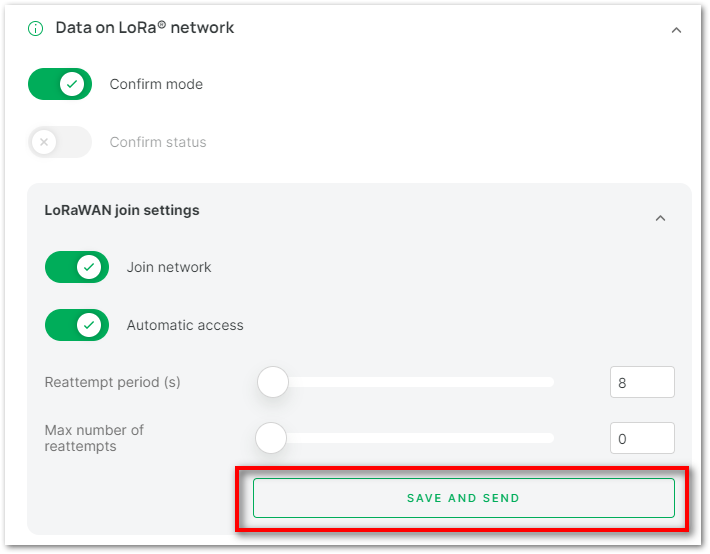 Data on LoRa® network
Confirm mode
Confirm status
LoRaWAN join settings
Join network
Automatic access
Reattempt period (s)
8
Max number of
reattempts
0
SAVE AND SEND